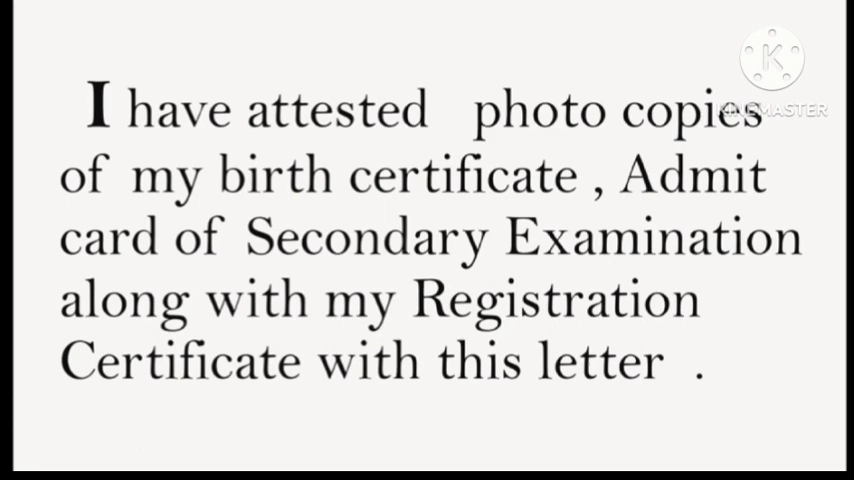 I have attested photo copies
of my birth certificate , Admit
card of Secondary Examination
along with my Registration
Certificate with this letter .
K
KINEMASTER